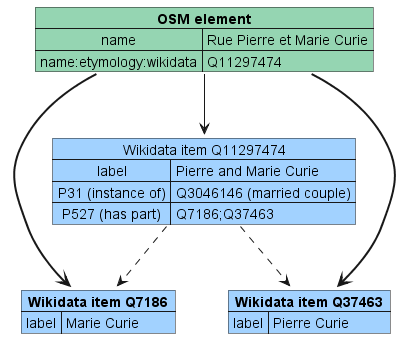 OSM element
name Rue Pierre et Marie Curie
name:etymology:wikidata Q11297474
Wikidata item Q11297474
label Pierre and Marie Curie
P31 (instance of) Q3046146 (married couple)
P527 (has part) Q7186;Q37463
Wikidata item Q7186
label Marie Curie
Wikidata item Q37463
label Pierre Curie